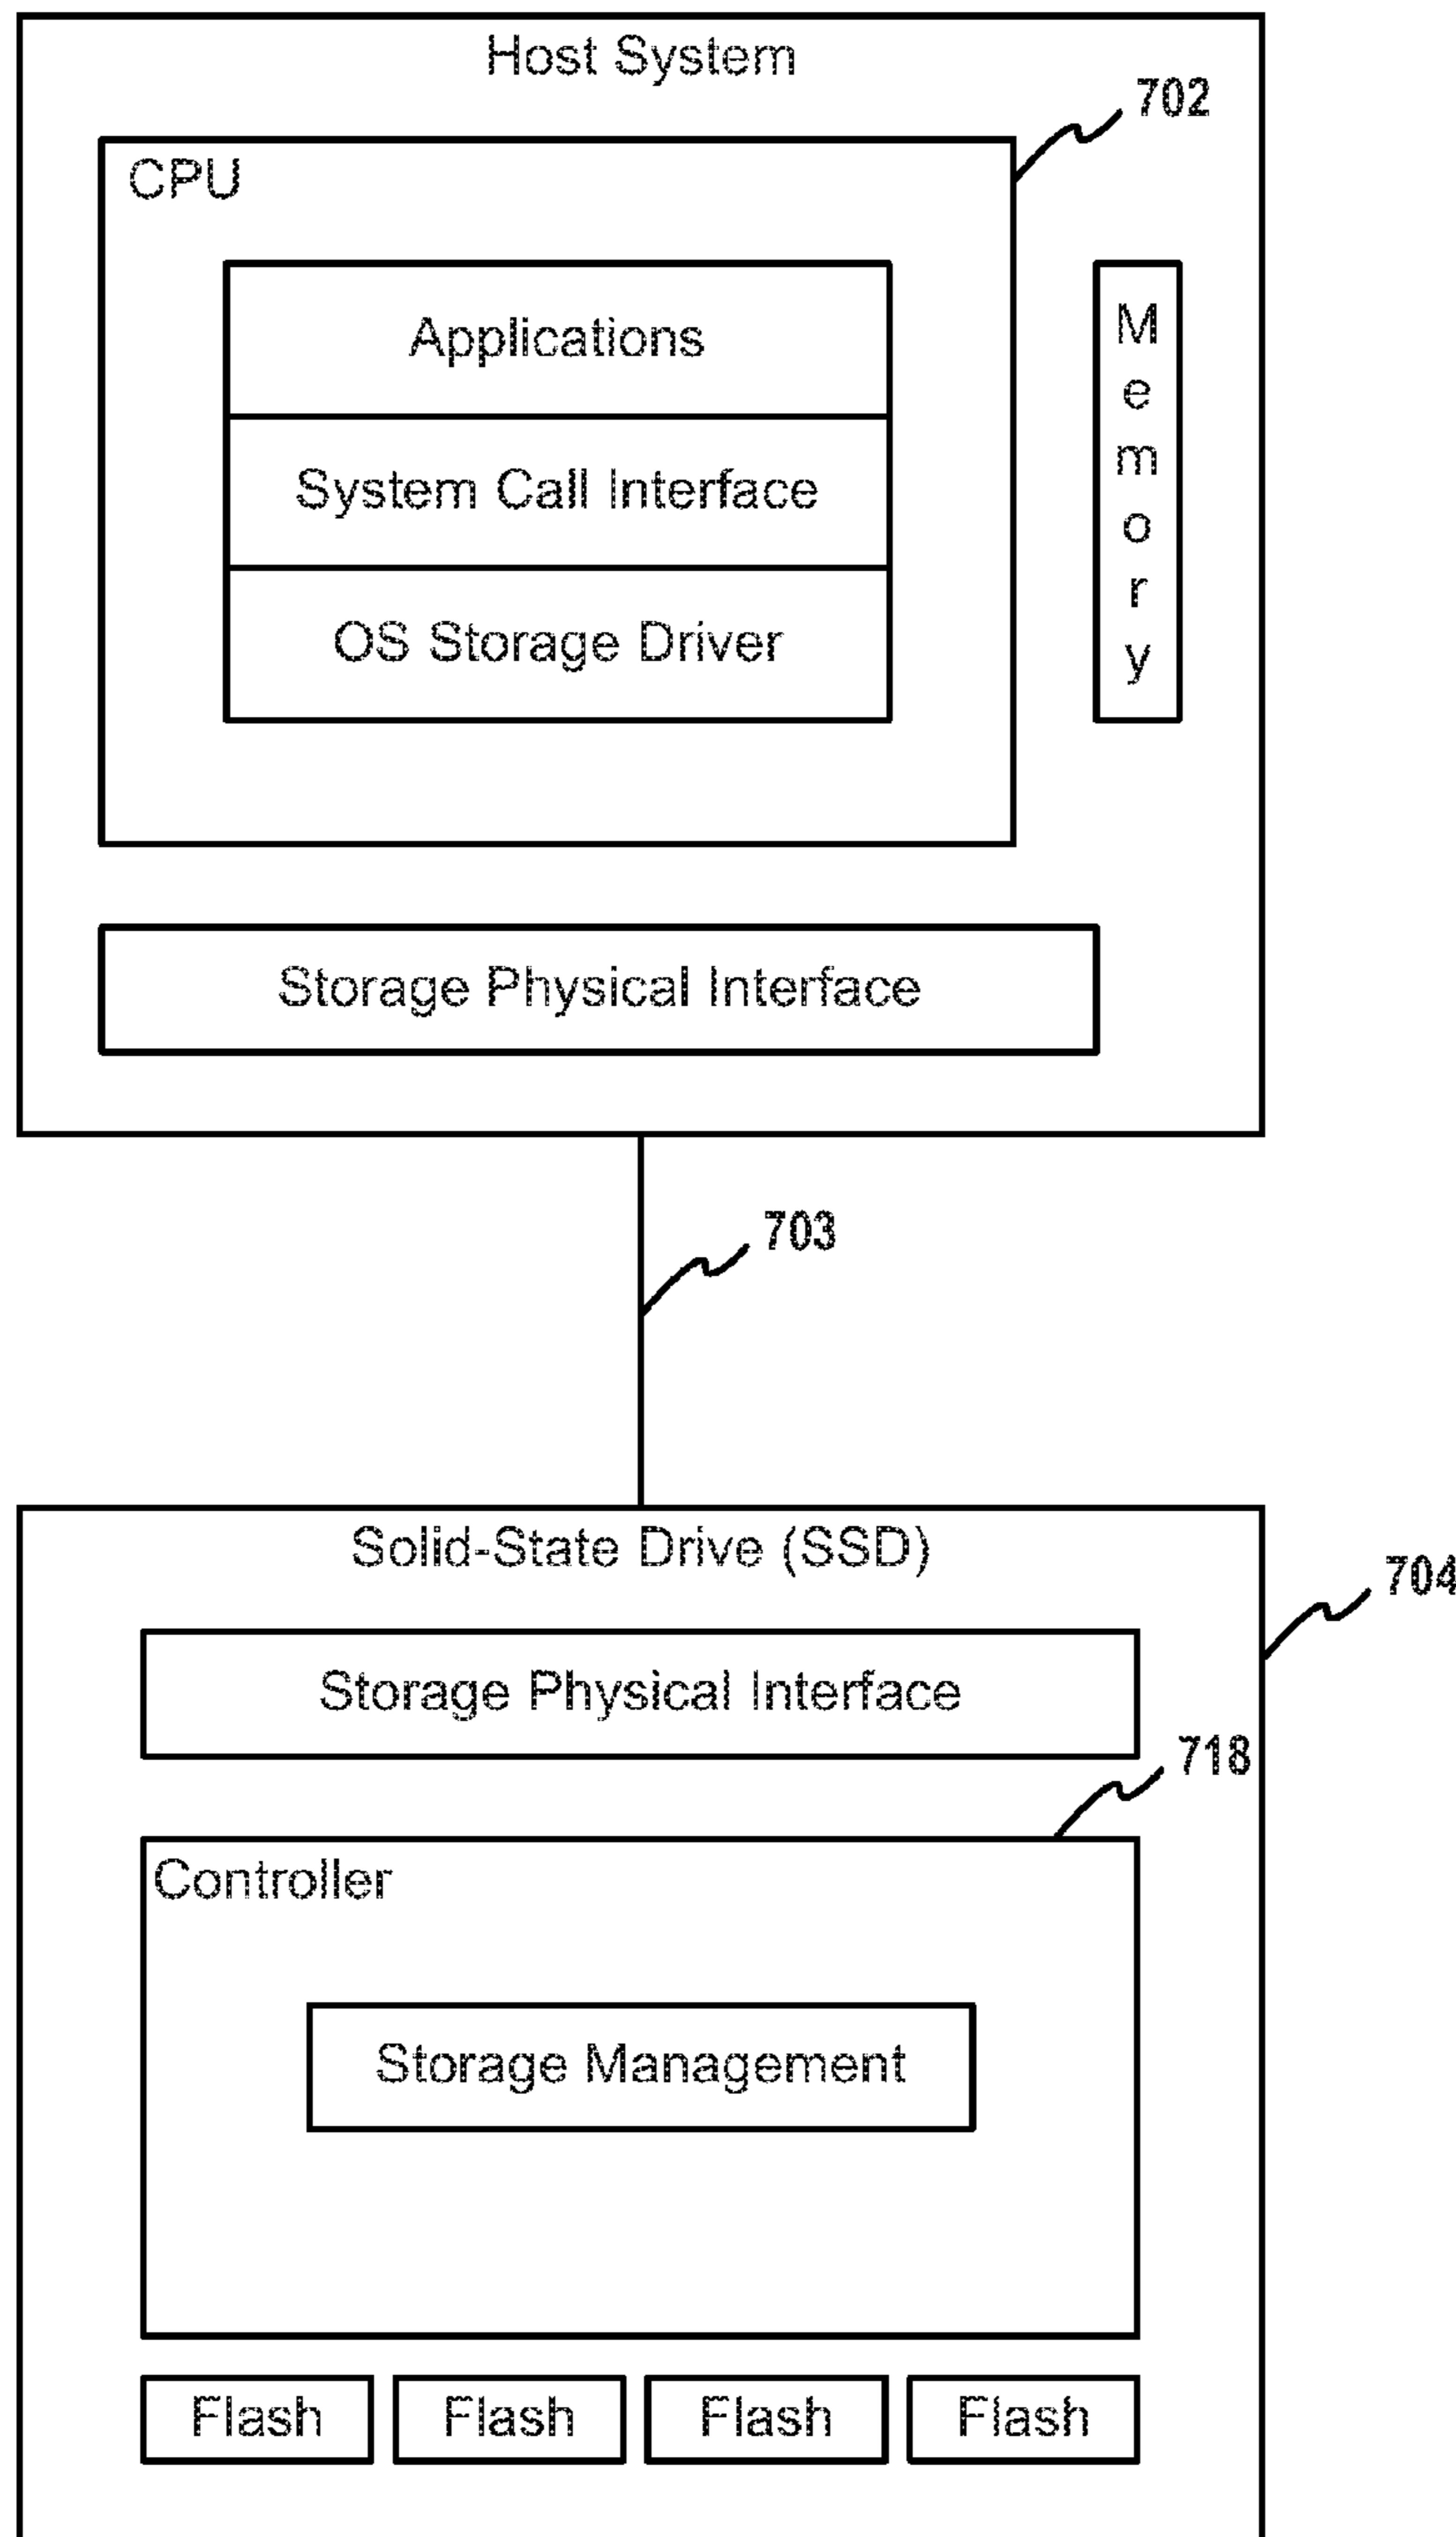 Host System
702
CPU
Applications
System Call Interface
OS Storage Driver
Memory
Storage Physical Interface
703
Solid-State Drive (SSD)
704
Storage Physical Interface
718
Controller
Storage Management
Flash Flash Flash Flash